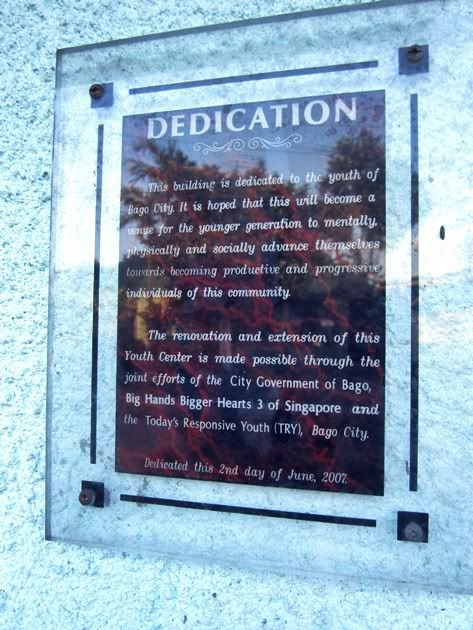 DEDICATION
This building is dedicated to the youth of
Bago City. It is hoped that this will become a
venue for the younger generation to mentally,
physically and socially advance themselves
towards becoming productive and progressive
individuals of this community.
The renovation and extension of this
Youth Center is made possible through the
joint efforts of the City Government of Bago,
Big Hands Bigger Hearts 3 of Singapore and
the Today's Responsive Youth (TRY), Bago City.
Dedicated this 2nd day of June, 2007.